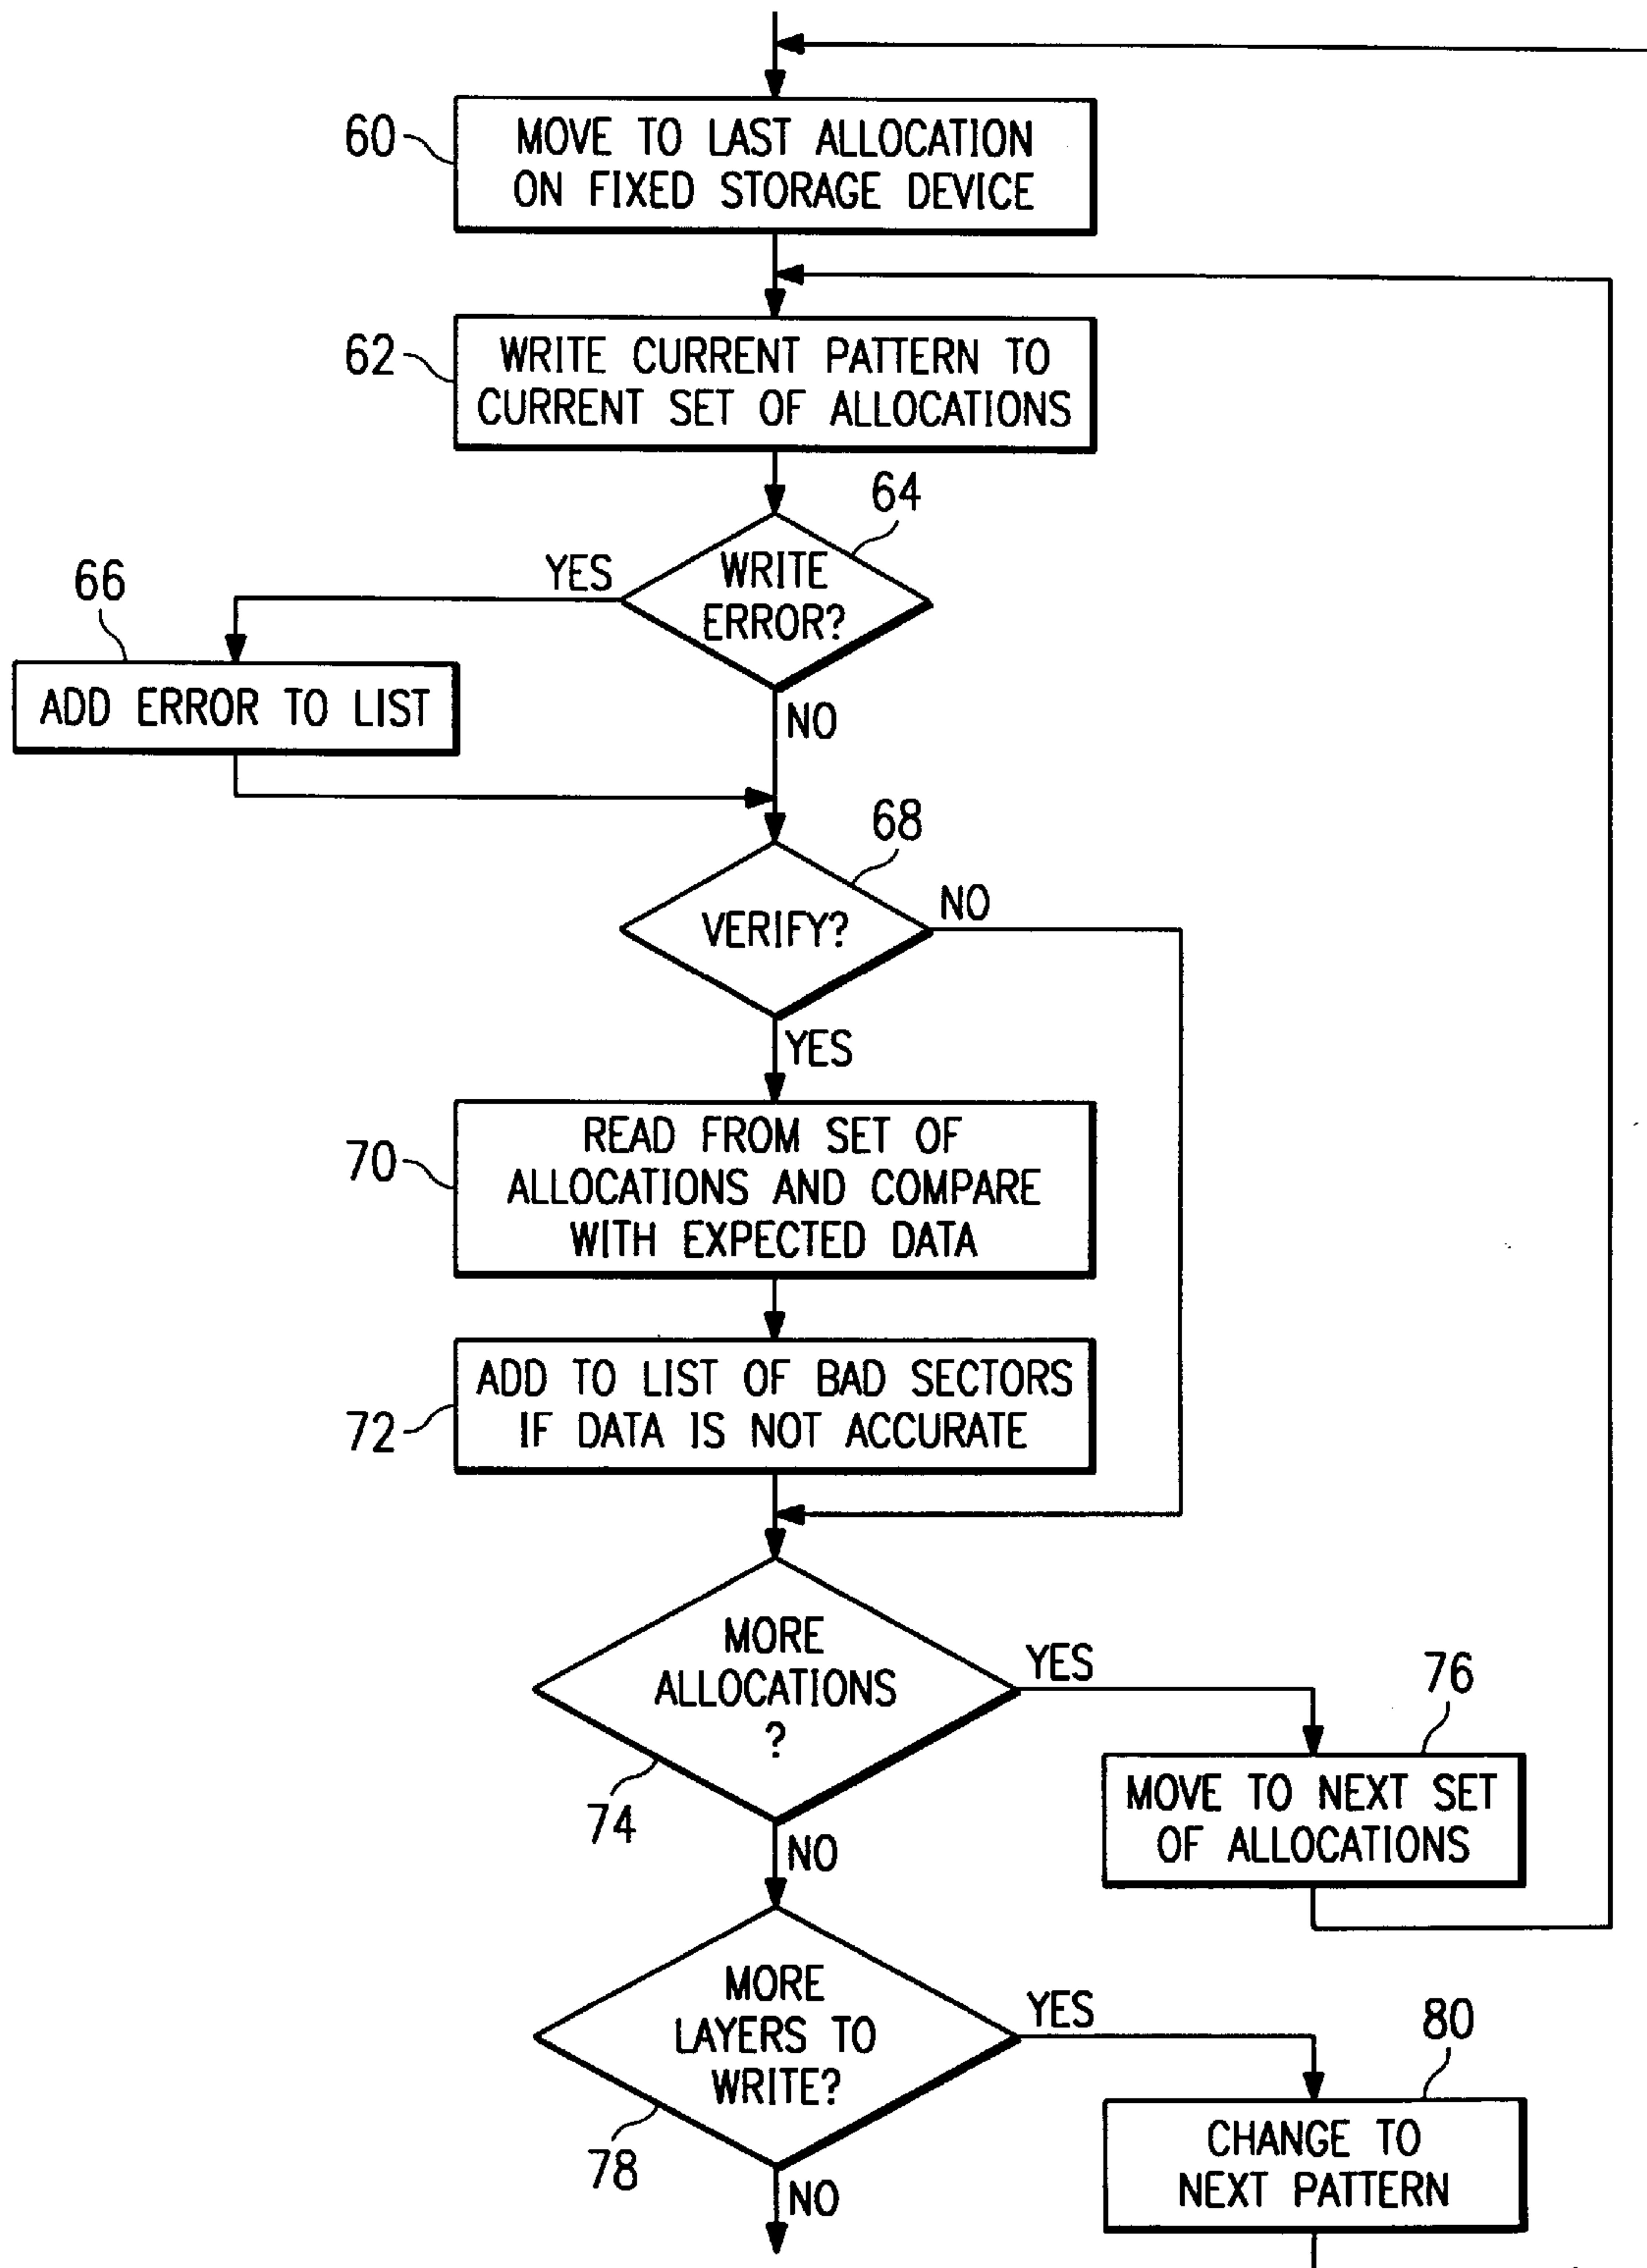 60
MOVE TO LAST ALLOCATION
ON FIXED STORAGE DEVICE
62
WRITE CURRENT PATTERN TO
CURRENT SET OF ALLOCATIONS
64
WRITE
ERROR?
YES
66
ADD ERROR TO LIST
NO
68
VERIFY?
NO
YES
70
READ FROM SET OF
ALLOCATIONS AND COMPARE
WITH EXPECTED DATA
72
ADD TO LIST OF BAD SECTORS
IF DATA IS NOT ACCURATE
MORE
ALLOCATIONS
?
74
YES
76
MOVE TO NEXT SET
OF ALLOCATIONS
NO
MORE
LAYERS TO
WRITE?
78
YES
80
CHANGE TO
NEXT PATTERN
NO